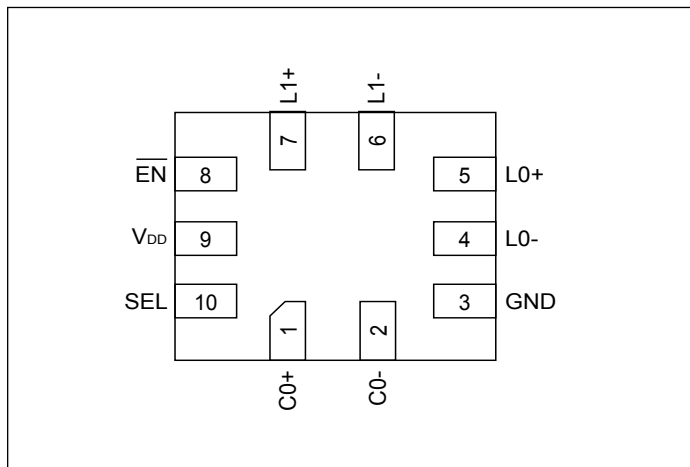 L1+ L1-
7 6
EN 8 5 L0+
VDD 9 4 L0-
SEL 10 3 GND
1 2
C0+ C0-